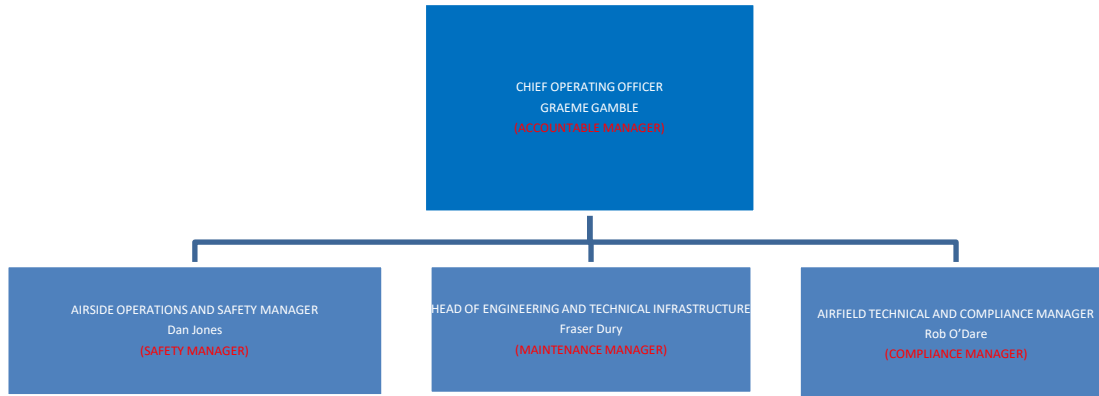 CHIEF OPERATING OFFICER
GRAEME GAMBLE
(ACCOUNTABLE MANAGER)
AIRSIDE OPERATIONS AND SAFETY MANAGER
Dan Jones
(SAFETY MANAGER)
HEAD OF ENGINEERING AND TECHNICAL INFRASTRUCTURE
Fraser Dury
(MAINTENANCE MANAGER)
AIRFIELD TECHNICAL AND COMPLIANCE MANAGER
Rob O’Dare
(COMPLIANCE MANAGER)